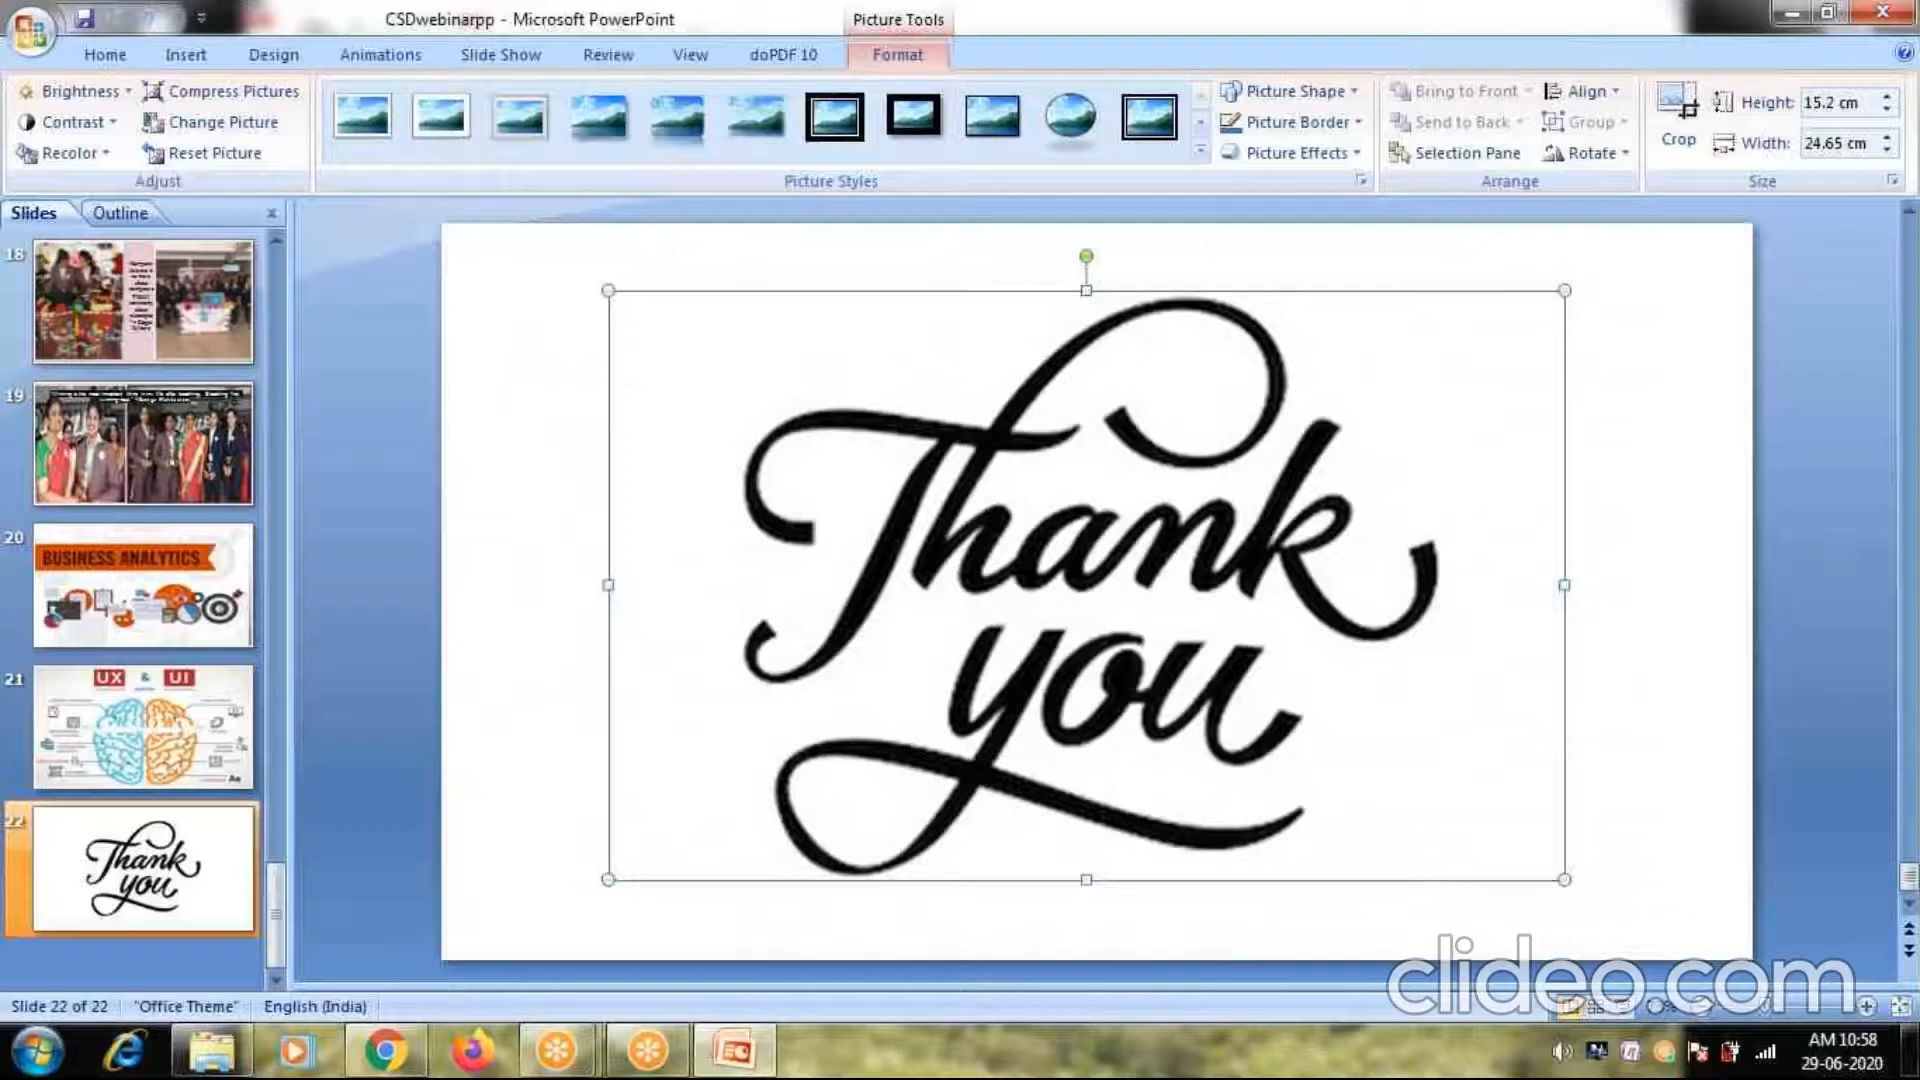 CSDwebinarpp - Microsoft PowerPoint
Picture Tools
Home
Insert
Design
Animations
Slide Show
Review
View
doPDF 10
Format
Brightness
Compress Pictures
Contrast
Change Picture
Recolor
Reset Picture
Adjust
Picture Styles
Picture Shape
Picture Border
Picture Effects
Bring to Front
Align
Send to Back
Group
Selection Pane
Rotate
Arrange
Crop
Height: 15.2 cm
Width: 24.65 cm
Size
Slides
Outline
18
19
20
BUSINESS ANALYTICS
21
UX & UI
Aa
22
Thank
you
Thank
you
clideo.com
Slide 22 of 22
"Office Theme"
English (India)
AM 10:58
29-06-2020